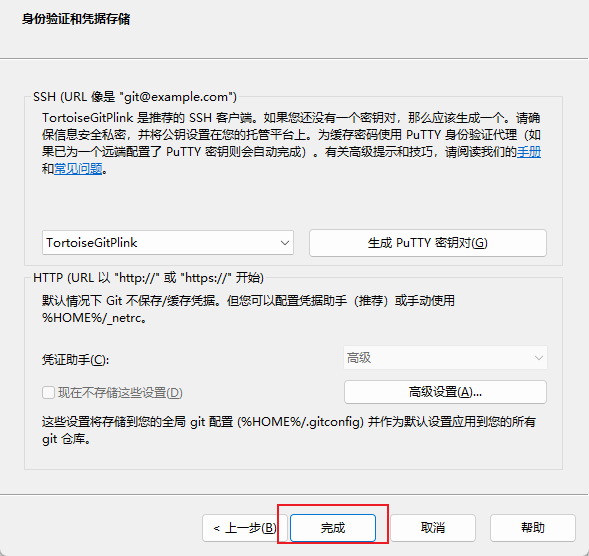 身份验证和凭据存储
SSH (URL 像是 "git@example.com")
TortoiseGitPlink 是推荐的 SSH 客户端。如果您还没有一个密钥对，那么应该生成一个。请确
保信息安全私密，并将公钥设置在您的托管平台上。为缓存密码使用 PuTTY 身份验证代理（如
果已为一个远端配置了 PuTTY 密钥则会自动完成）。有关高级提示和技巧，请阅读我们的手册
和常见问题。
TortoiseGitPlink
生成 PuTTY 密钥对(G)
HTTP (URL 以 "http://" 或 "https://" 开始)
默认情况下 Git 不保存/缓存凭据。但您可以配置凭据助手（推荐）或手动使用
%HOME%/_netrc。
凭证助手(C):
高级
现在不存储这些设置(D)
高级设置(A)...
这些设置将存储到您的全局 git 配置 (%HOME%/.gitconfig) 并作为默认设置应用到您的所有
git 仓库。
< 上一步(B)
完成
取消
帮助